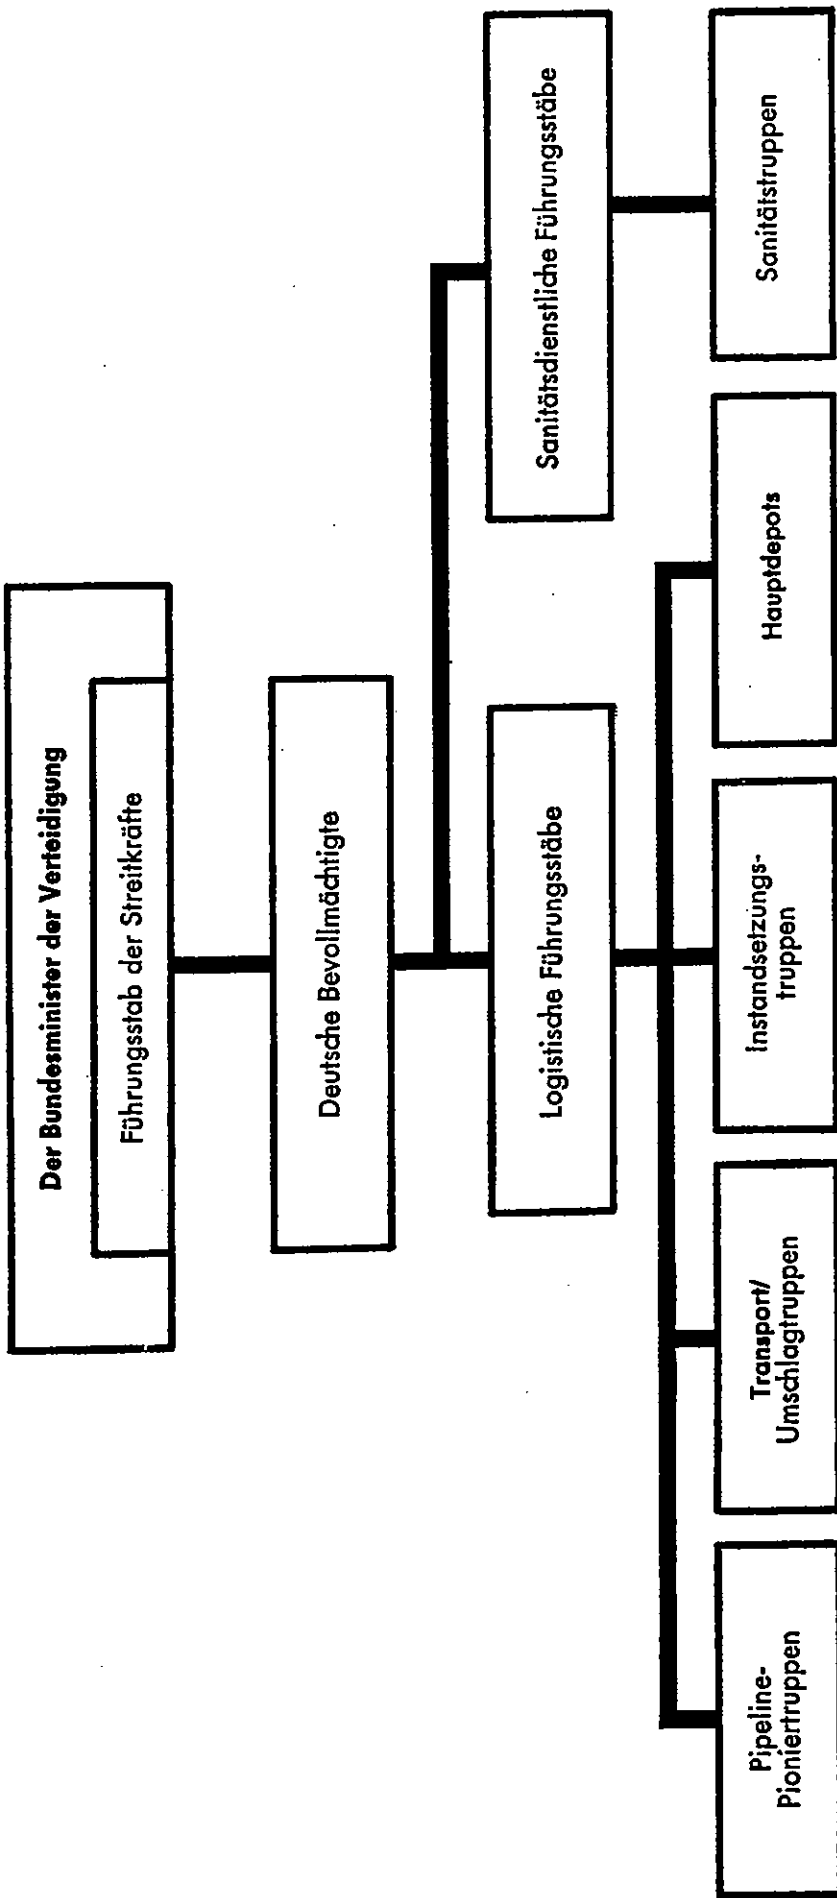 Der Bundesminister der Verteidigung
Führungsstab der Streitkräfte
Deutsche Bevollmächtigte
Logistische Führungsstäbe
Sanitätsdienstliche Führungsstäbe
Pipeline-
Pioniertruppen
Transport/
Umschlagtruppen
Instandsetzungs-
truppen
Hauptdepots
Sanitätstruppen